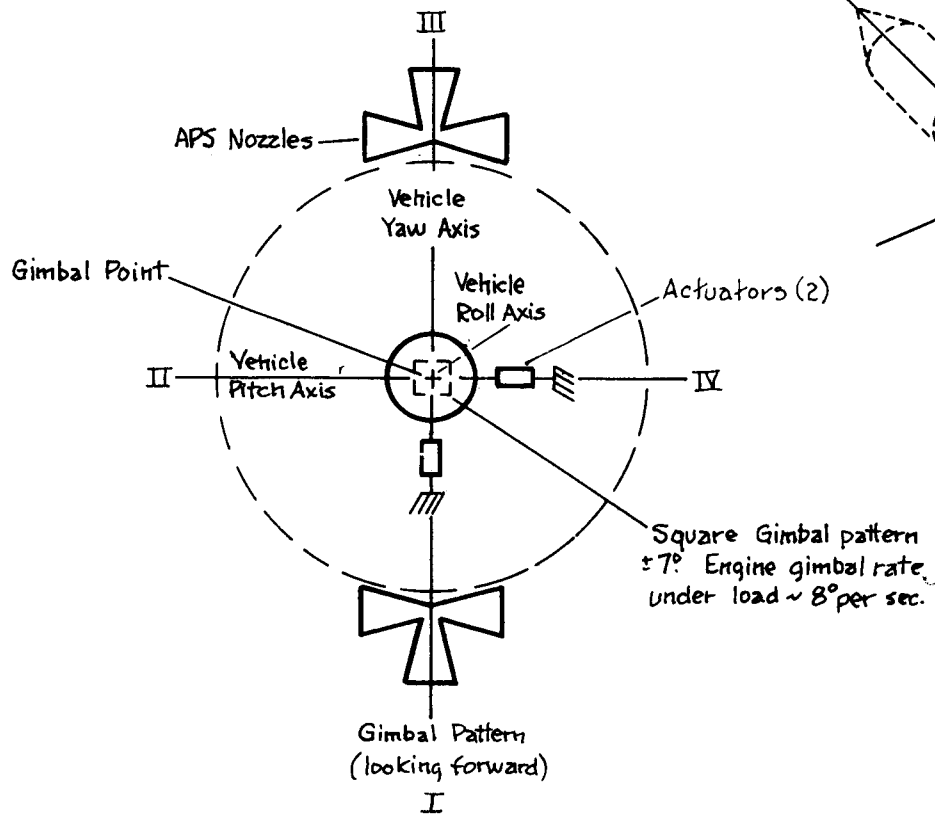 III
APS Nozzles
Vehicle
Yaw Axis
Gimbal Point
Vehicle
Roll Axis
Actuators (2)
II
Vehicle
Pitch Axis
IV
Square Gimbal pattern
±7°. Engine gimbal rate
under load ~ 8° per sec.
Gimbal Pattern
(looking forward)
I